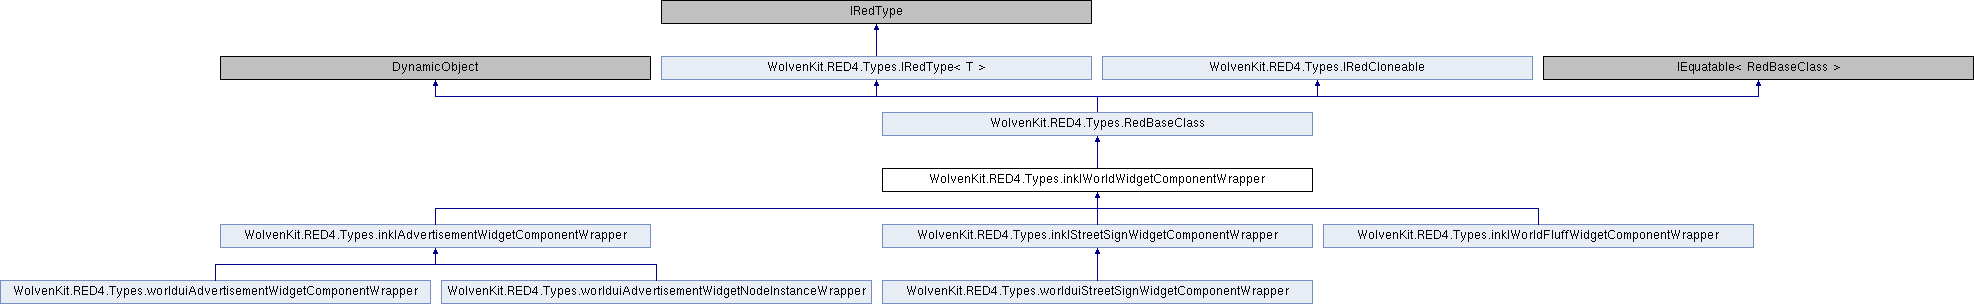 IRedType
DynamicObject
WolvenKit.RED4.Types.IRedType< T >
WolvenKit.RED4.Types.IRedCloneable
IEquatable< RedBaseClass >
WolvenKit.RED4.Types.RedBaseClass
WolvenKit.RED4.Types.inkIWorldWidgetComponentWrapper
WolvenKit.RED4.Types.inkIAdvertisementWidgetComponentWrapper
WolvenKit.RED4.Types.inkIStreetSignWidgetComponentWrapper
WolvenKit.RED4.Types.inkIWorldFluffWidgetComponentWrapper
WolvenKit.RED4.Types.worlduiAdvertisementWidgetComponentWrapper
WolvenKit.RED4.Types.worlduiAdvertisementWidgetNodeInstanceWrapper
WolvenKit.RED4.Types.worlduiStreetSignWidgetComponentWrapper